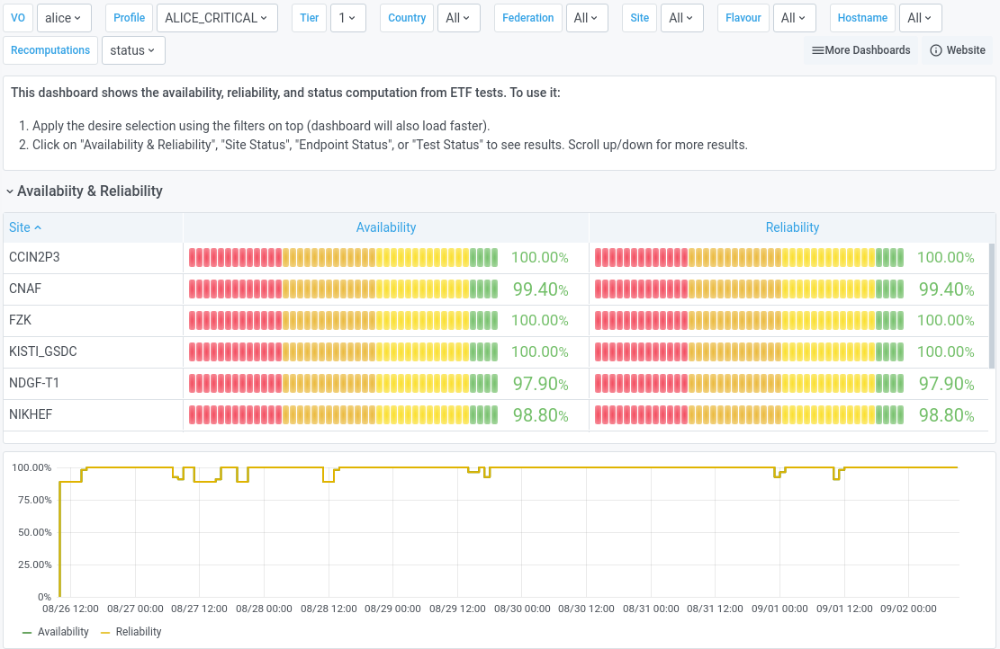 VO alice Profile ALICE_CRITICAL Tier 1 Country All Federation All Site All Flavour All Hostname All
Recomputations status More Dashboards Website
This dashboard shows the availability, reliability, and status computation from ETF tests. To use it:
1. Apply the desire selection using the filters on top (dashboard will also load faster).
2. Click on "Availability & Reliability", "Site Status", "Endpoint Status", or "Test Status" to see results. Scroll up/down for more results.
Availabiity & Reliability
Site Availability Reliability
CCIN2P3 100.00% 100.00%
CNAF 99.40% 99.40%
FZK 100.00% 100.00%
KISTI_GSDC 100.00% 100.00%
NDGF-T1 97.90% 97.90%
NIKHEF 98.80% 98.80%
100.00%
75.00%
50.00%
25.00%
0%
08/26 12:00 08/27 00:00 08/27 12:00 08/28 00:00 08/28 12:00 08/29 00:00 08/29 12:00 08/30 00:00 08/30 12:00 08/31 00:00 08/31 12:00 09/01 00:00 09/01 12:00 09/02 00:00
Availability Reliability